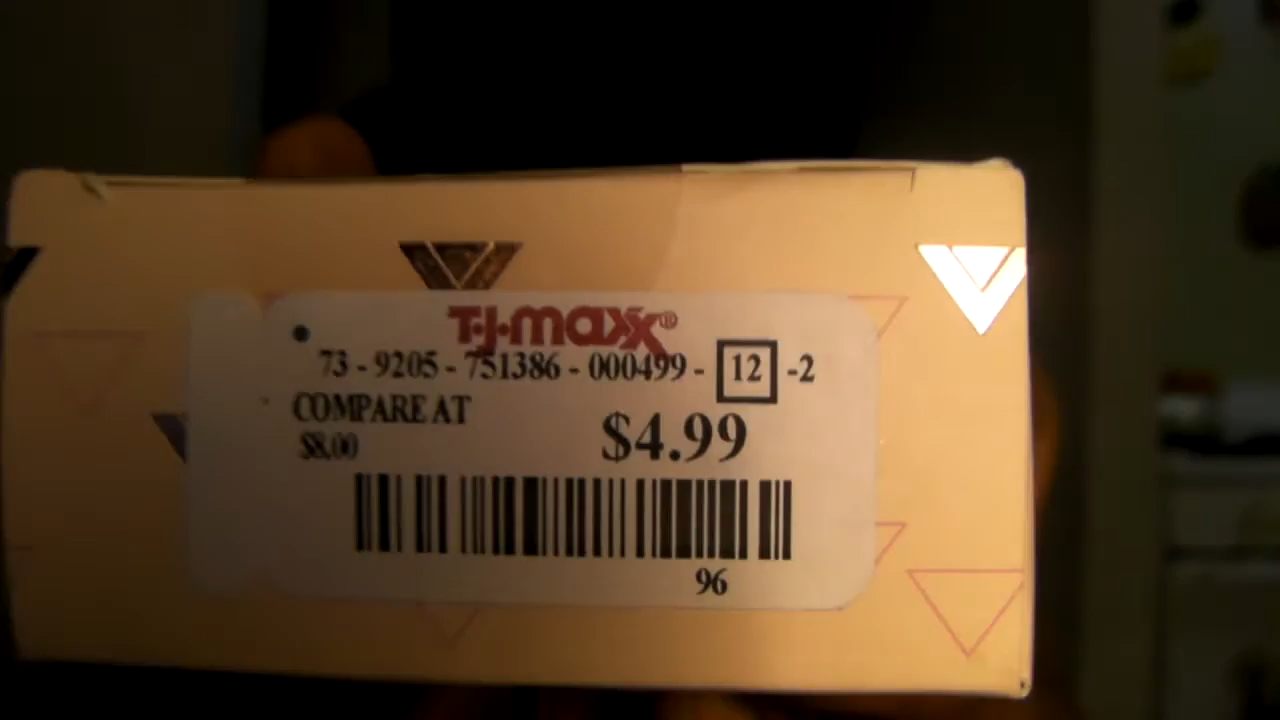 T·J·maxx®
73 - 9205 - 751386 - 000499 - 12 -2
COMPARE AT
$8.00
$4.99
96